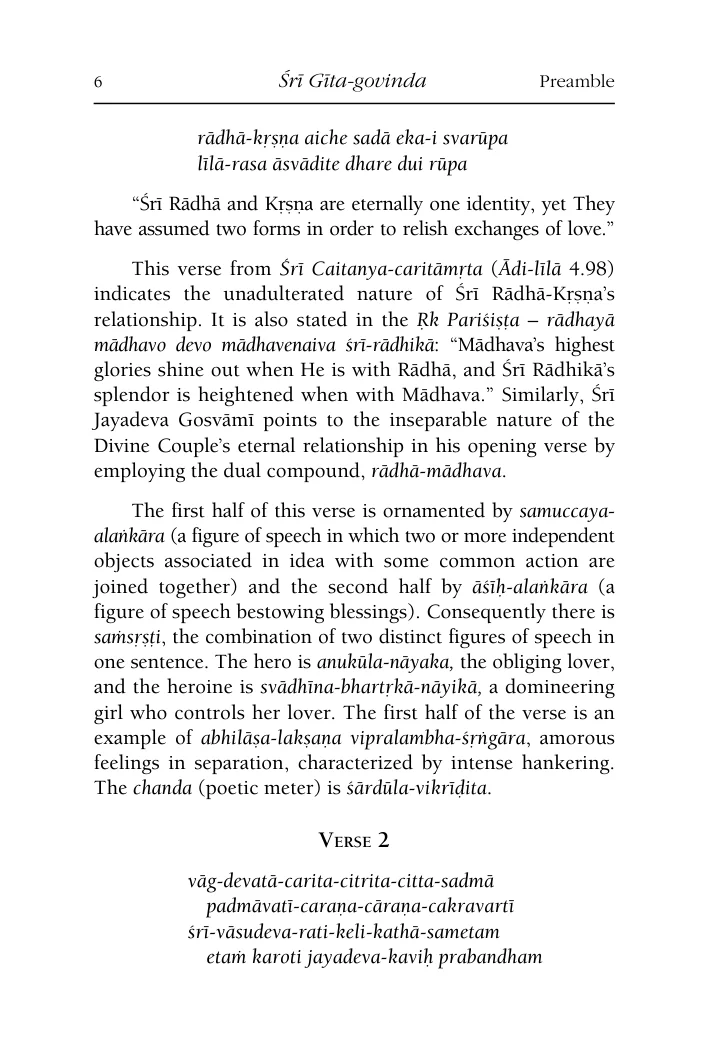 6 Śrī Gīta-govinda Preamble
rādhā-kṛṣṇa aiche sadā eka-i svarūpa
līlā-rasa āsvādite dhare dui rūpa
“Śrī Rādhā and Kṛṣṇa are eternally one identity, yet They
have assumed two forms in order to relish exchanges of love.”
This verse from Śrī Caitanya-caritāmṛta (Ādi-līlā 4.98)
indicates the unadulterated nature of Śrī Rādhā-Kṛṣṇa’s
relationship. It is also stated in the Ṛk Pariśiṣṭa – rādhayā
mādhavo devo mādhavenaiva śrī-rādhikā: “Mādhava’s highest
glories shine out when He is with Rādhā, and Śrī Rādhikā’s
splendor is heightened when with Mādhava.” Similarly, Śrī
Jayadeva Gosvāmī points to the inseparable nature of the
Divine Couple’s eternal relationship in his opening verse by
employing the dual compound, rādhā-mādhava.
The first half of this verse is ornamented by samuccaya-
alaṅkāra (a figure of speech in which two or more independent
objects associated in idea with some common action are
joined together) and the second half by āśīḥ-alaṅkāra (a
figure of speech bestowing blessings). Consequently there is
saṁsṛṣṭi, the combination of two distinct figures of speech in
one sentence. The hero is anukūla-nāyaka, the obliging lover,
and the heroine is svādhīna-bhartṛkā-nāyikā, a domineering
girl who controls her lover. The first half of the verse is an
example of abhilāṣa-lakṣaṇa vipralambha-śṛṅgāra, amorous
feelings in separation, characterized by intense hankering.
The chanda (poetic meter) is śārdūla-vikrīḍita.
Verse 2
vāg-devatā-carita-citrita-citta-sadmā
padmāvatī-caraṇa-cāraṇa-cakravartī
śrī-vāsudeva-rati-keli-kathā-sametam
etaṁ karoti jayadeva-kaviḥ prabandham